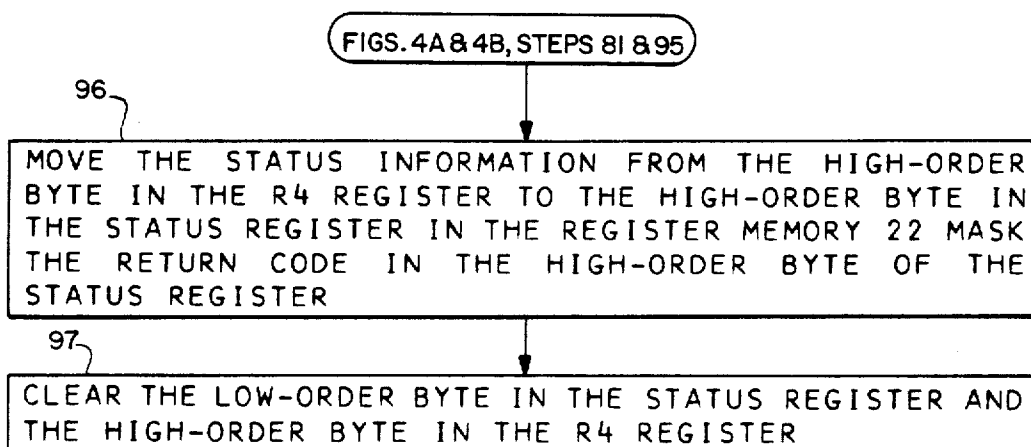 FIGS. 4A & 4B, STEPS 81 & 95
96
MOVE THE STATUS INFORMATION FROM THE HIGH-ORDER
BYTE IN THE R4 REGISTER TO THE HIGH-ORDER BYTE IN
THE STATUS REGISTER IN THE REGISTER MEMORY 22 MASK
THE RETURN CODE IN THE HIGH-ORDER BYTE OF THE
STATUS REGISTER
97
CLEAR THE LOW-ORDER BYTE IN THE STATUS REGISTER AND
THE HIGH-ORDER BYTE IN THE R4 REGISTER